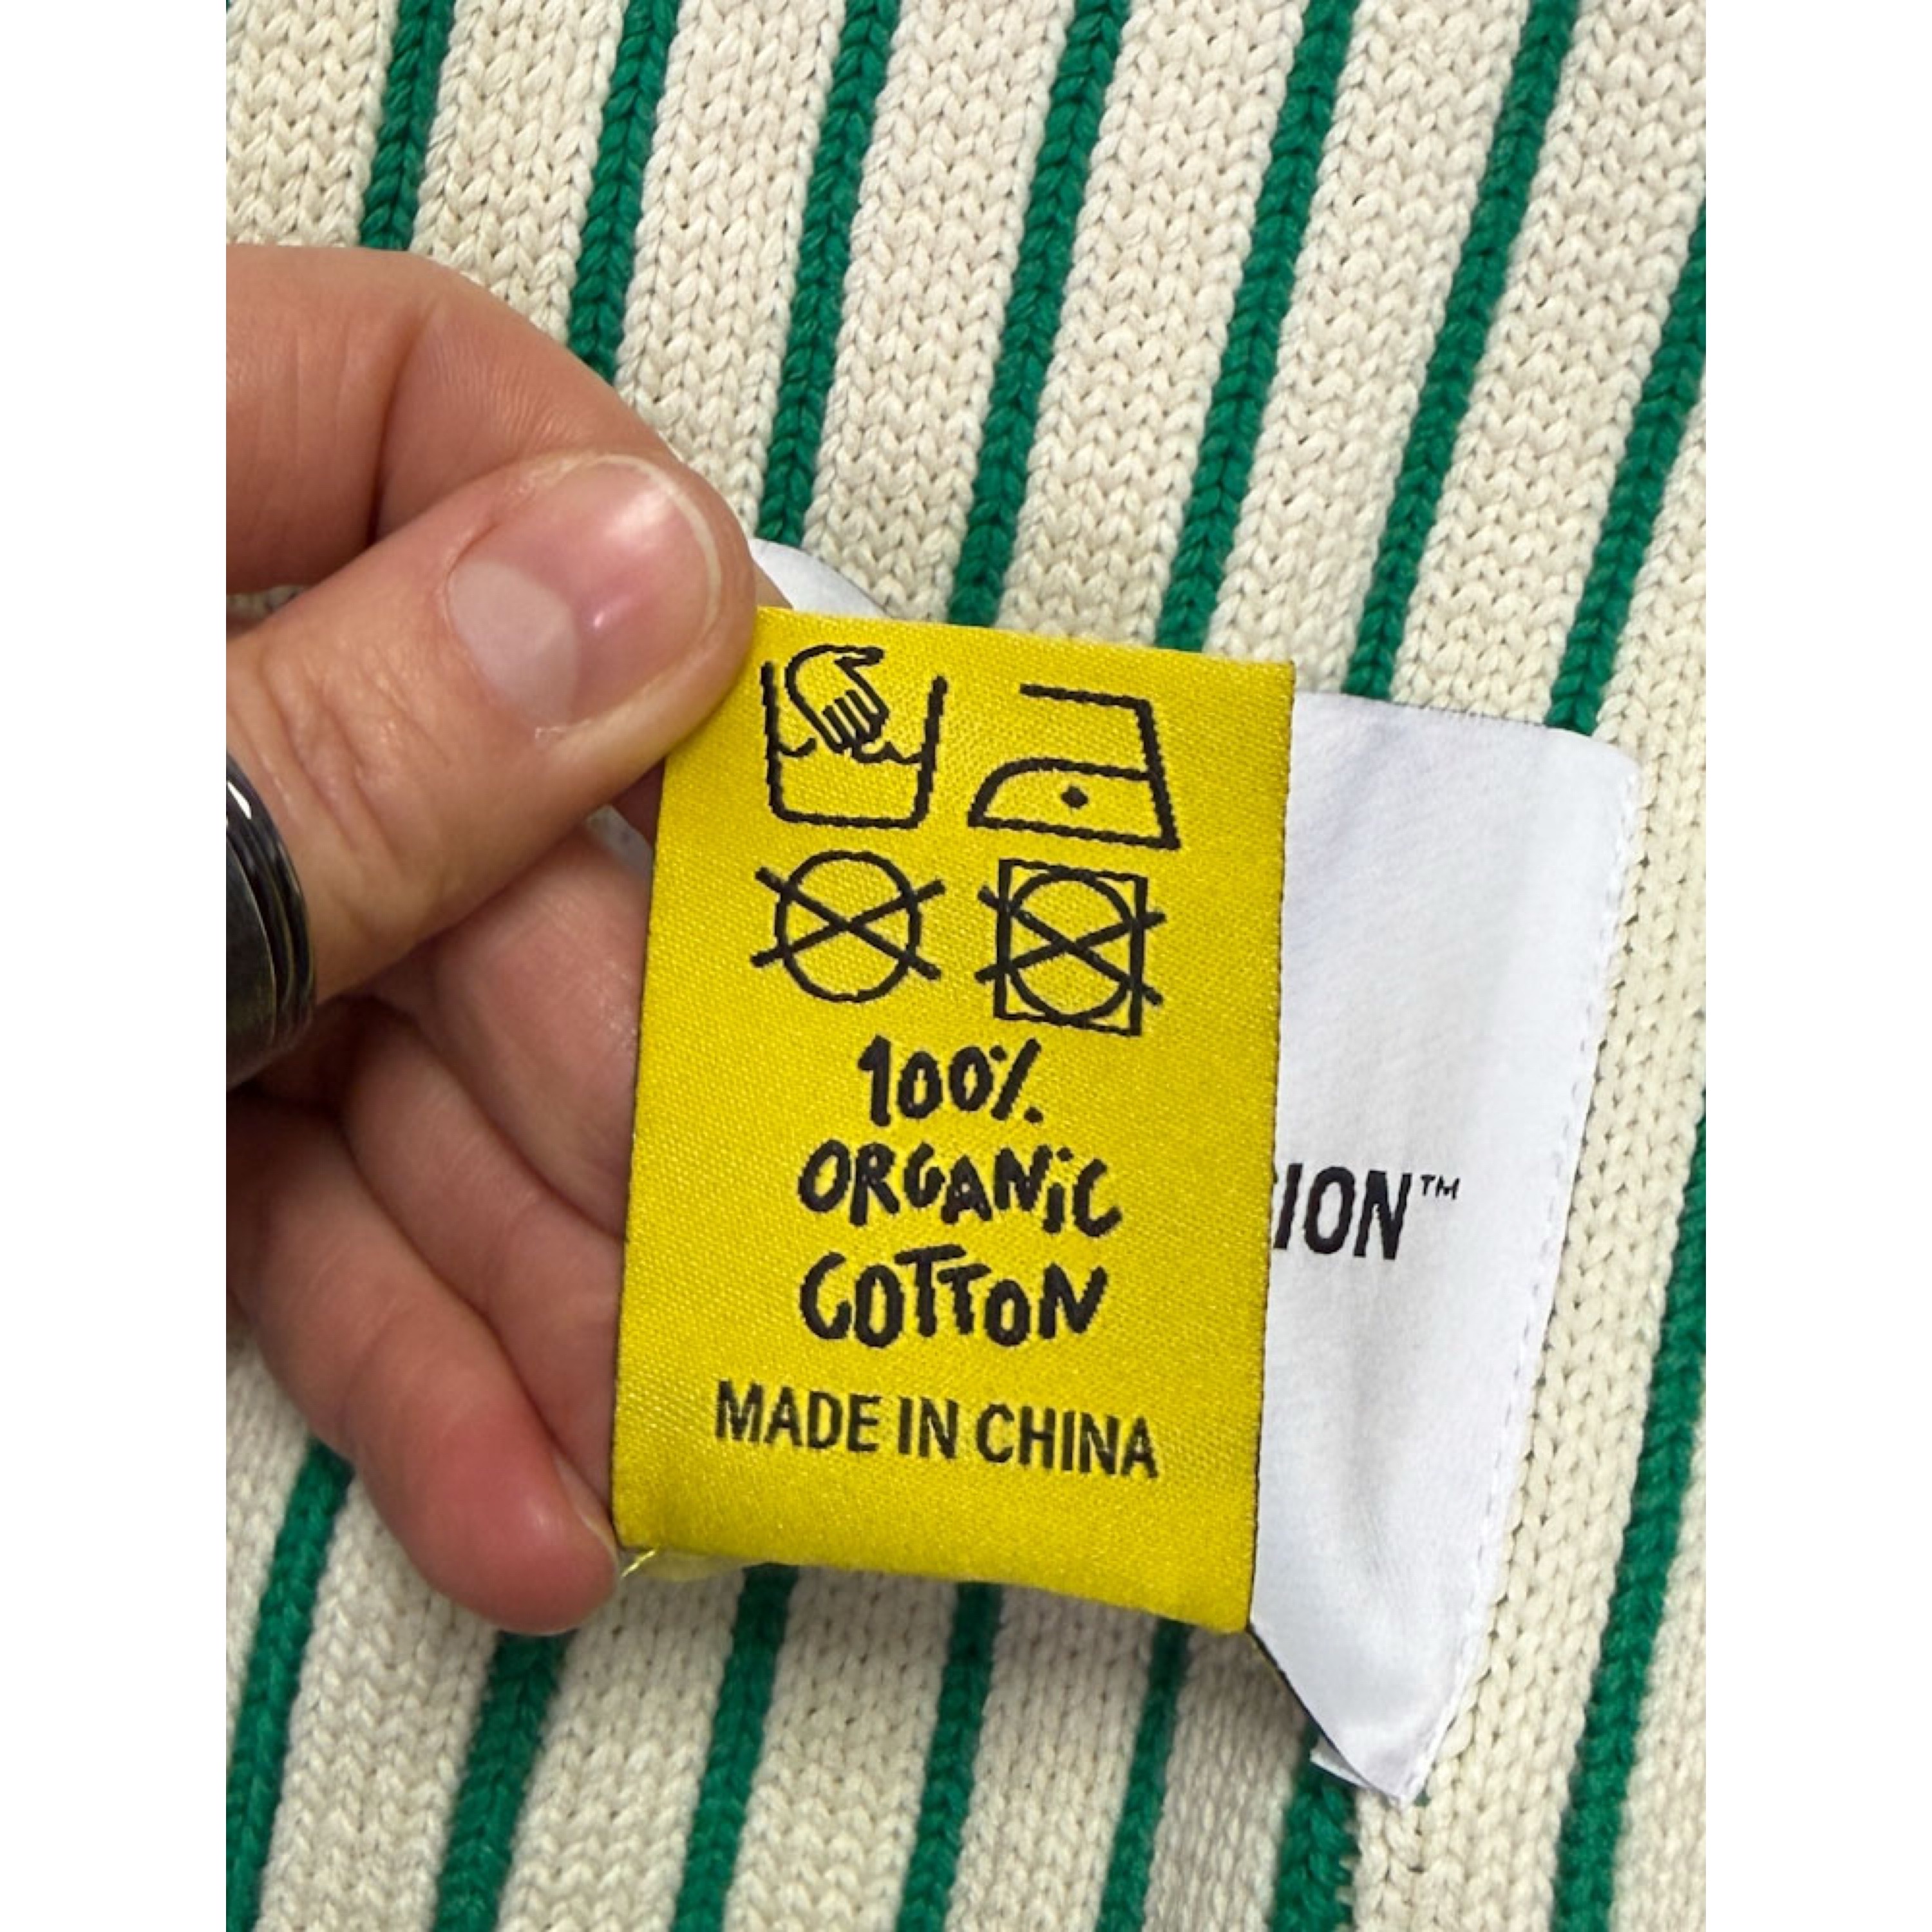 100%
ORGANiC
COTTON
MADE IN CHINA
ION™